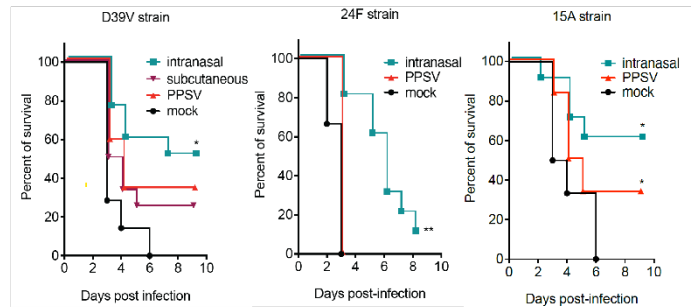 D39V strain
Percent of survival
100
80
60
40
20
0
0 2 4 6 8 10
Days post infection
intranasal
subcutaneous
PPSV
mock
*
24F strain
Percent of survival
100
80
60
40
20
0
0 2 4 6 8 10
Days post-infection
intranasal
PPSV
mock
**
15A strain
Percent of survival
100
80
60
40
20
0
0 2 4 6 8 10
Days post-infection
intranasal
PPSV
mock
*
*